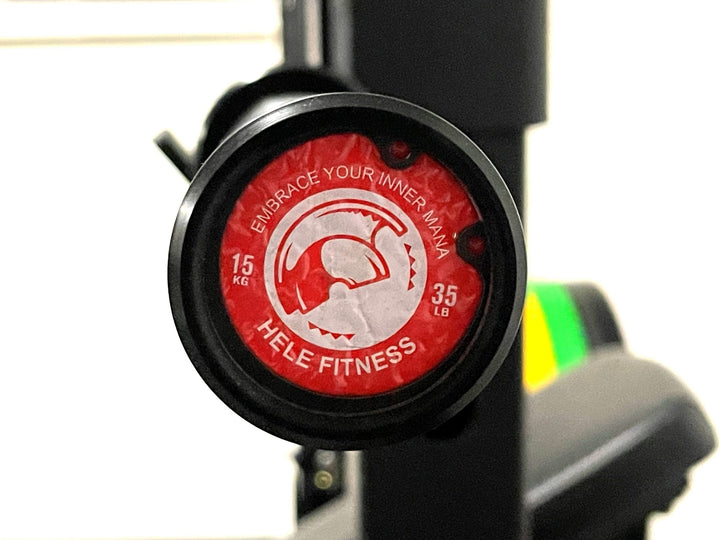 EMBRACE YOUR INNER MANA
15
KG
35
LB
HELE FITNESS